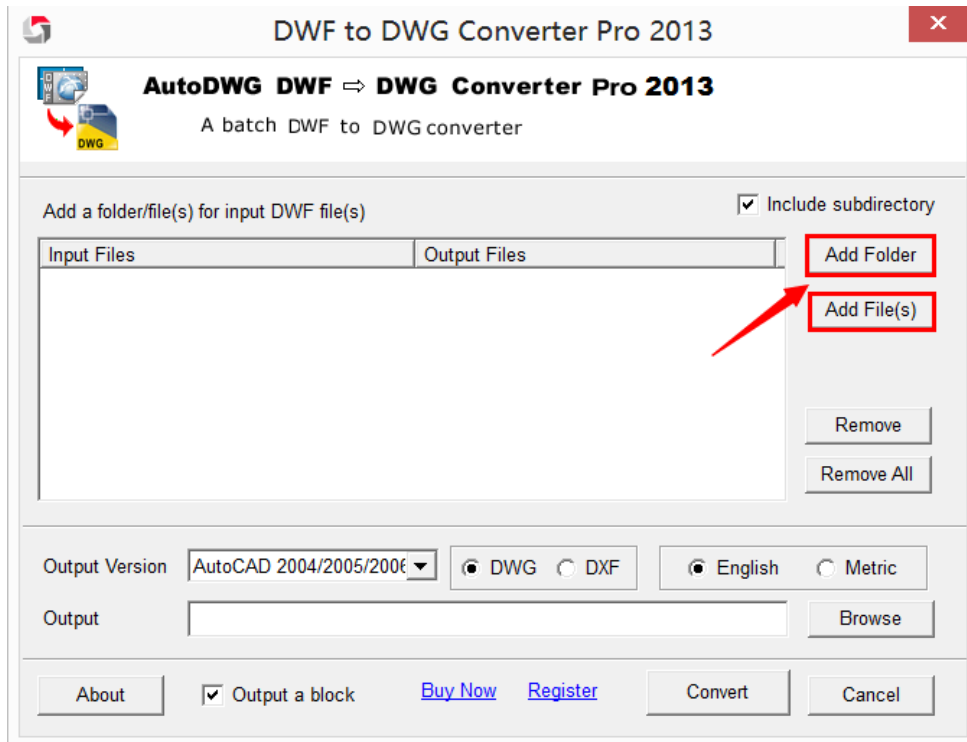 DWF to DWG Converter Pro 2013
AutoDWG DWF ⇨ DWG Converter Pro 2013
A batch DWF to DWG converter
DWF
DWG
Add a folder/file(s) for input DWF file(s)
Include subdirectory
Input Files
Output Files
Add Folder
Add File(s)
Remove
Remove All
Output Version
AutoCAD 2004/2005/2006
DWG
DXF
English
Metric
Output
Browse
About
Output a block
Buy Now
Register
Convert
Cancel